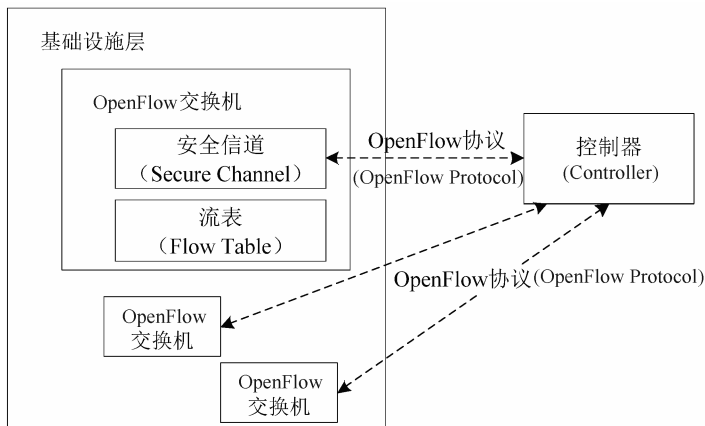 基础设施层
OpenFlow交换机
安全信道
（Secure Channel）
流表
（Flow Table）
OpenFlow协议
(OpenFlow Protocol)
控制器
(Controller)
OpenFlow协议(OpenFlow Protocol)
OpenFlow
交换机
OpenFlow
交换机